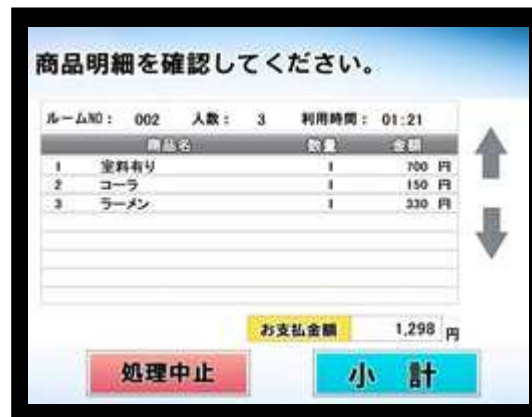 商品明細を確認してください。
ルームNO： 002 人数： 3 利用時間： 01:21
商品名 数量 金額
1 室料有り 1 700 円
2 コーラ 1 150 円
3 ラーメン 1 330 円
お支払金額 1,298 円
処理中止 小 計